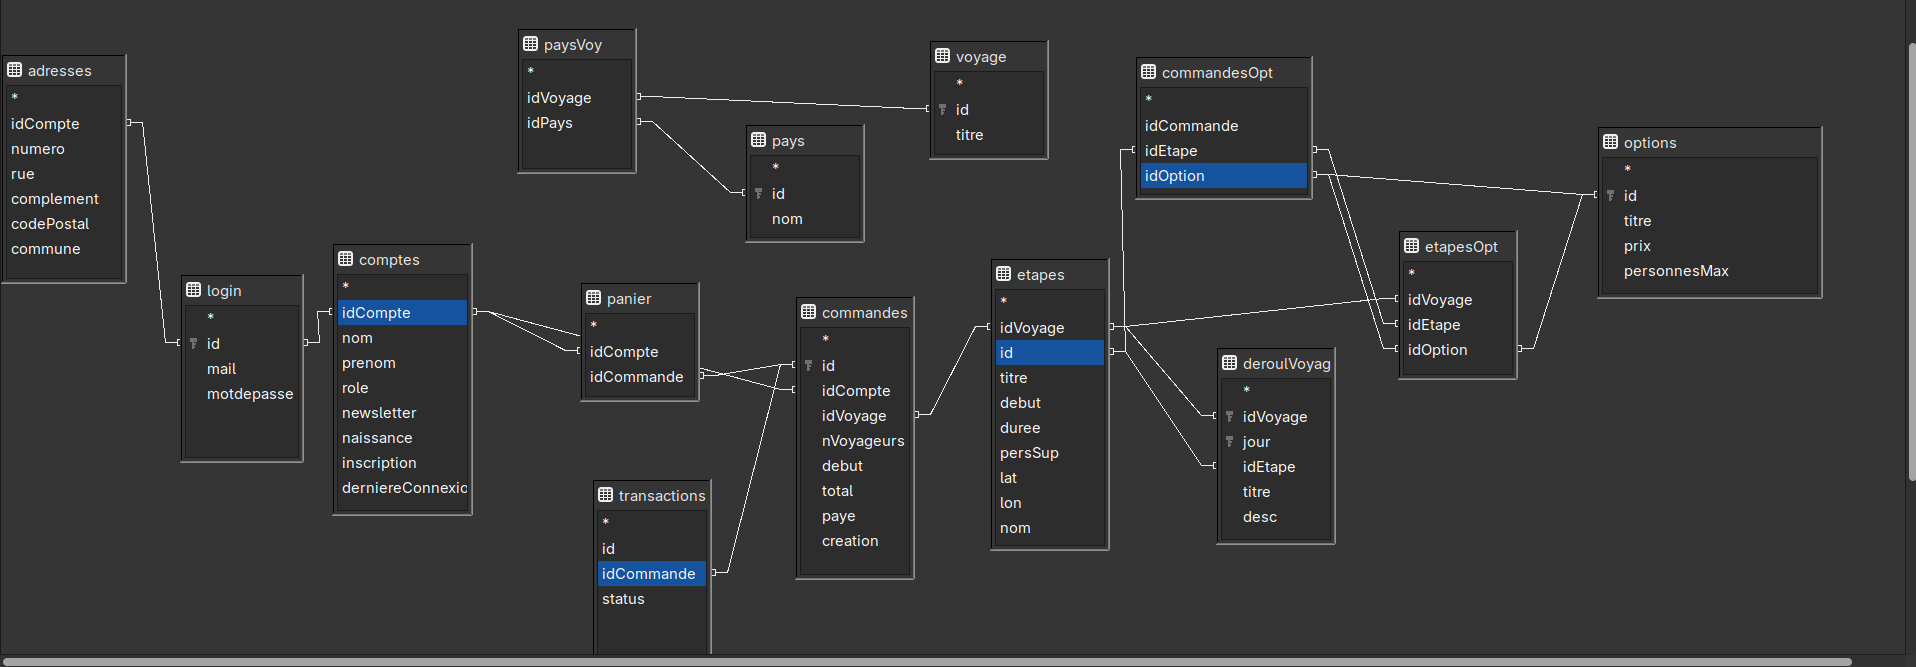 adresses
*
idCompte
numero
rue
complement
codePostal
commune
login
*
id
mail
motdepasse
comptes
*
idCompte
nom
prenom
role
newsletter
naissance
inscription
derniereConnexio
paysVoy
*
idVoyage
idPays
pays
*
id
nom
voyage
*
id
titre
panier
*
idCompte
idCommande
transactions
*
id
idCommande
status
commandes
*
id
idCompte
idVoyage
nVoyageurs
debut
total
paye
creation
etapes
*
idVoyage
id
titre
debut
duree
persSup
lat
lon
nom
commandesOpt
*
idCommande
idEtape
idOption
deroulVoyag
*
idVoyage
jour
idEtape
titre
desc
etapesOpt
*
idVoyage
idEtape
idOption
options
*
id
titre
prix
personnesMax